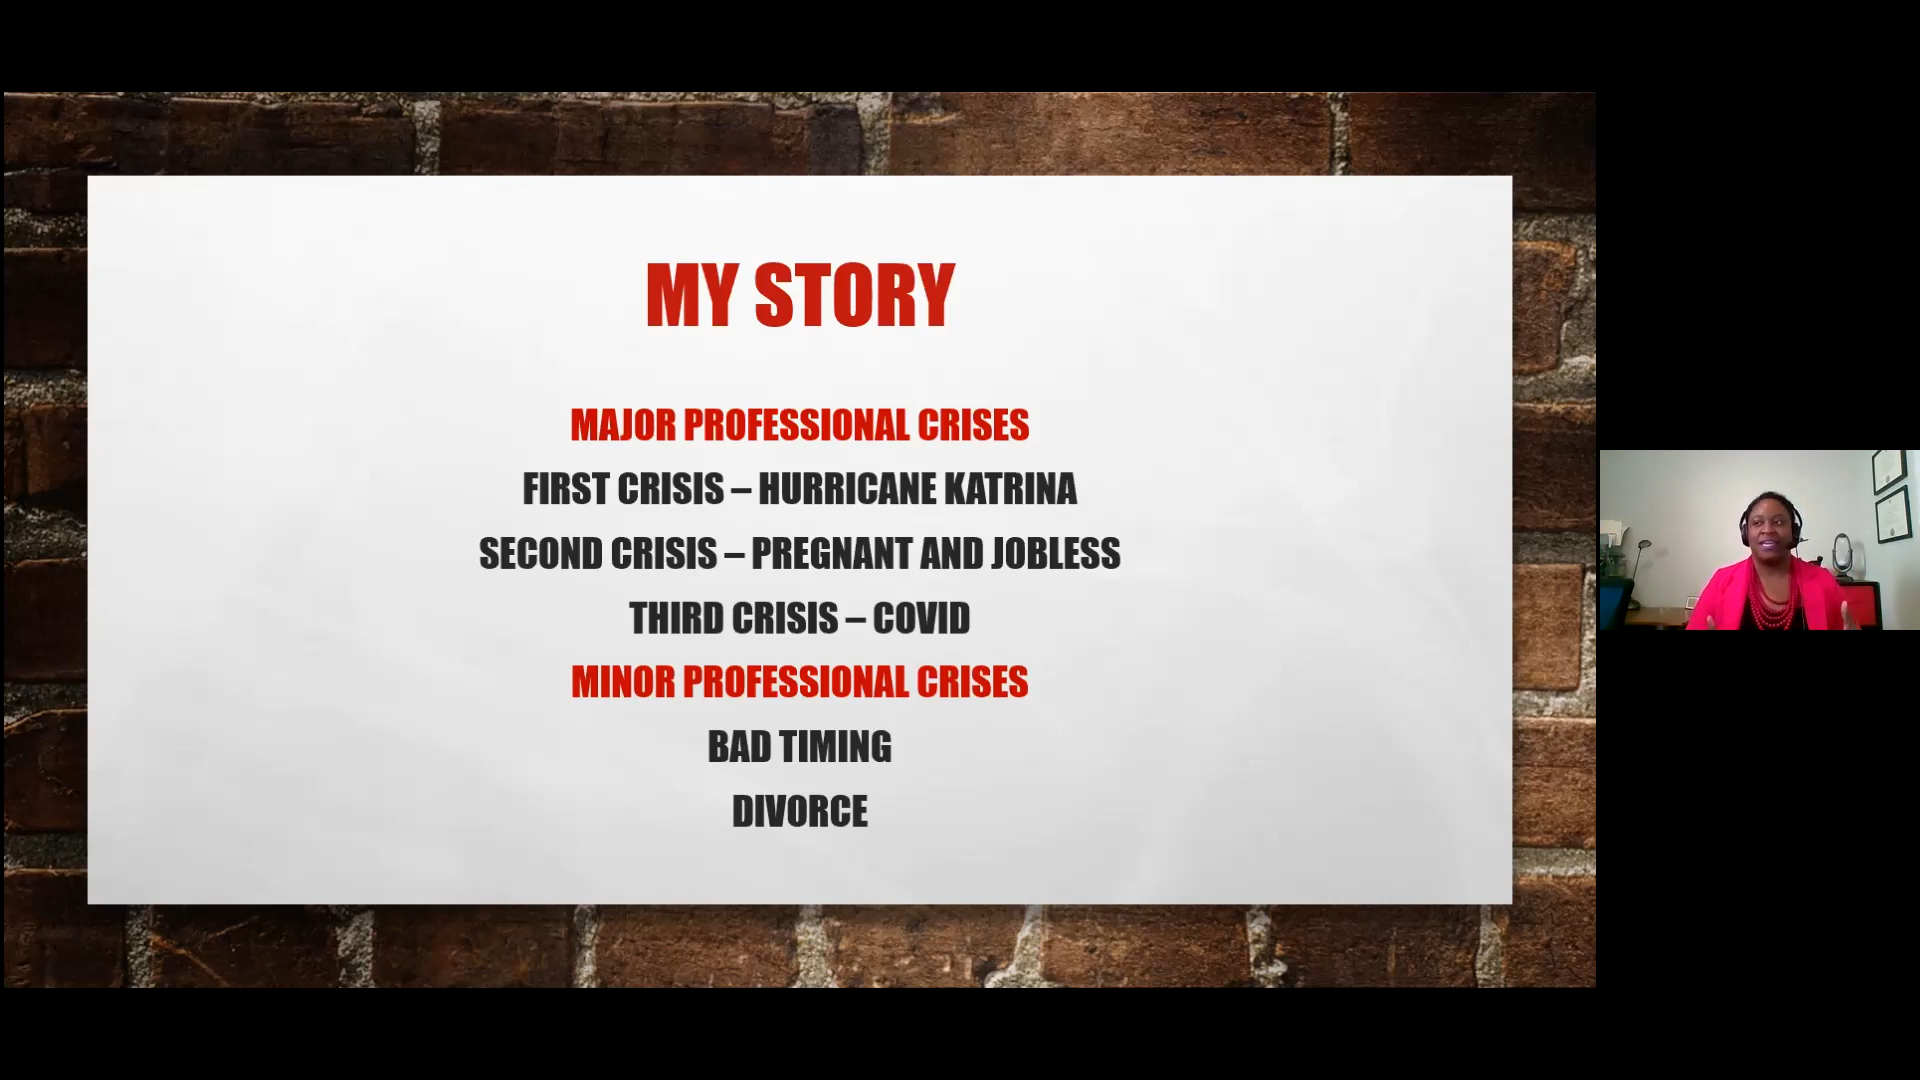 MY STORY
MAJOR PROFESSIONAL CRISES
FIRST CRISIS – HURRICANE KATRINA
SECOND CRISIS – PREGNANT AND JOBLESS
THIRD CRISIS – COVID
MINOR PROFESSIONAL CRISES
BAD TIMING
DIVORCE